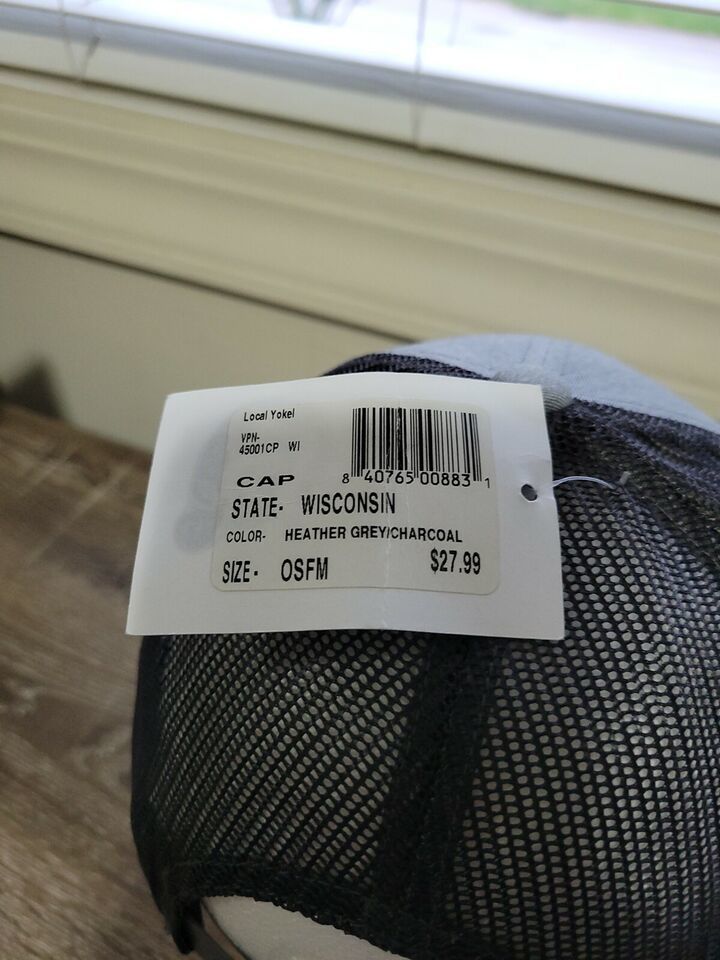 Local Yokel
VPN-
45001CP WI
8 40765 00883 1
CAP
STATE- WISCONSIN
COLOR- HEATHER GREY/CHARCOAL
SIZE- OSFM $27.99